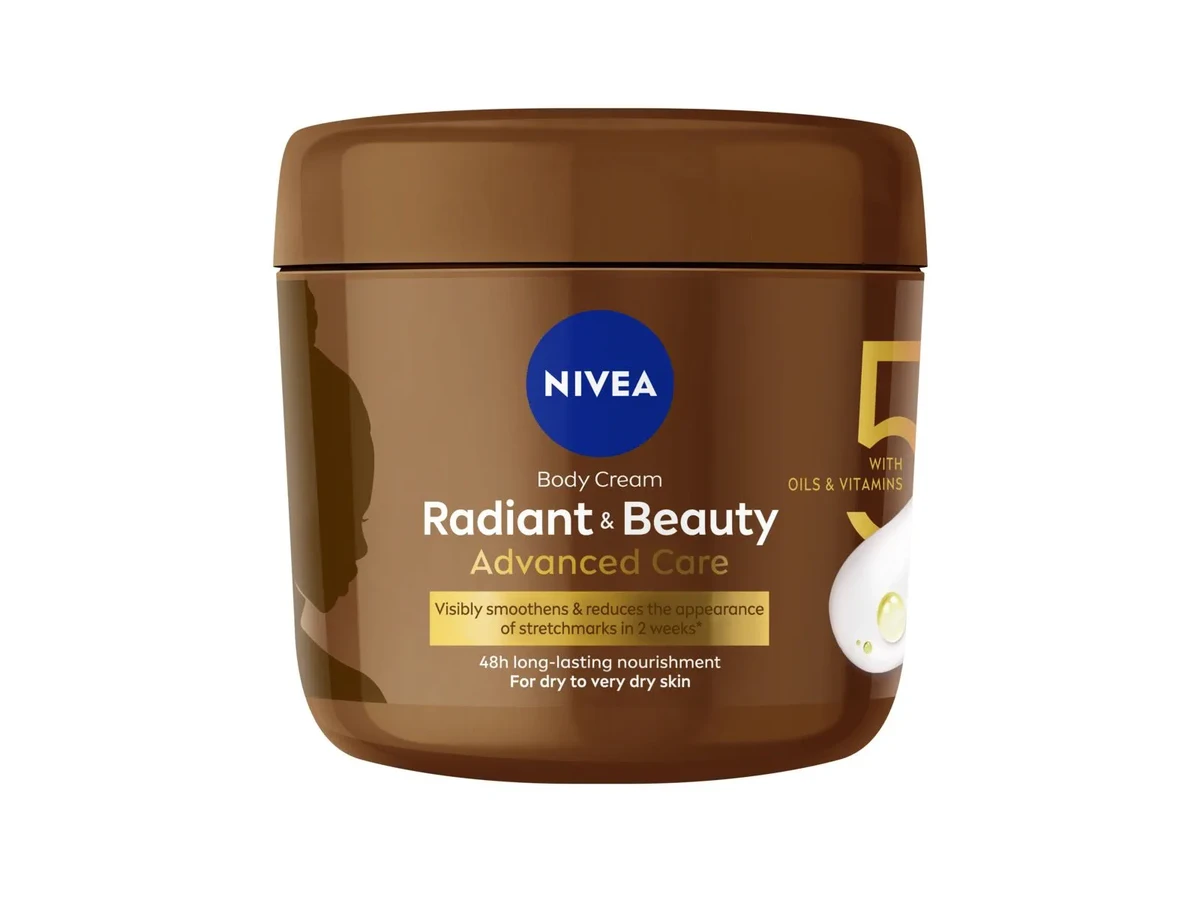 NIVEA
Body Cream
Radiant & Beauty
Advanced Care
Visibly smoothens & reduces the appearance
of stretchmarks in 2 weeks*
48h long-lasting nourishment
For dry to very dry skin
5
WITH
OILS & VITAMINS